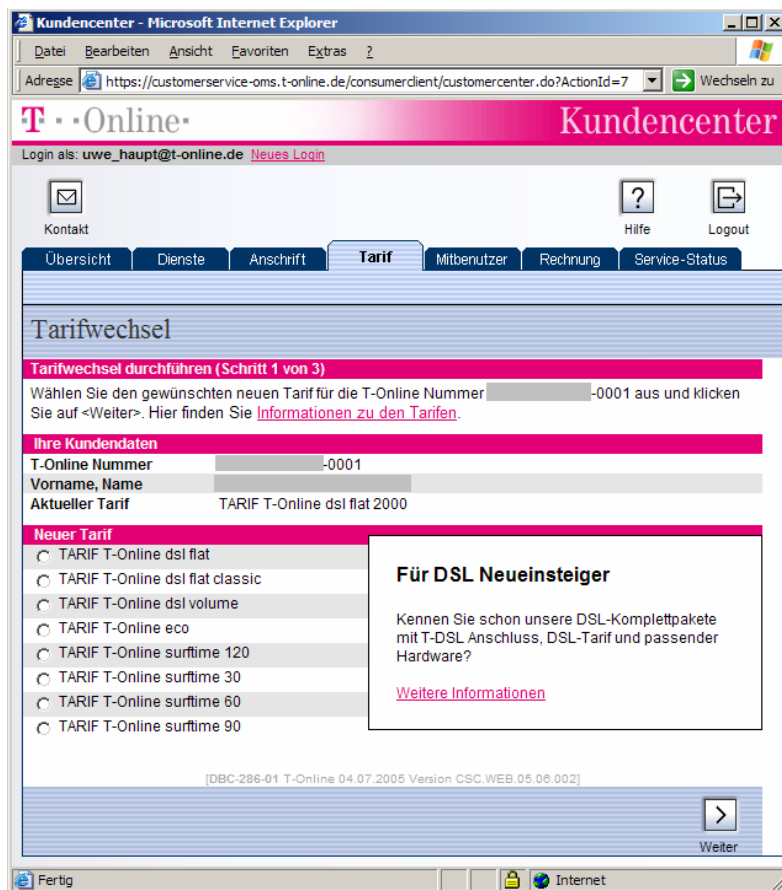 Kundencenter - Microsoft Internet Explorer
Datei Bearbeiten Ansicht Favoriten Extras ?
Adresse https://customerservice-oms.t-online.de/consumerclient/customercenter.do?ActionId=7 Wechseln zu
T · · Online · Kundencenter
Login als: uwe_haupt@t-online.de Neues Login
Kontakt Hilfe Logout
Übersicht Dienste Anschrift Tarif Mitbenutzer Rechnung Service-Status
Tarifwechsel
Tarifwechsel durchführen (Schritt 1 von 3)
Wählen Sie den gewünschten neuen Tarif für die T-Online Nummer -0001 aus und klicken
Sie auf <Weiter>. Hier finden Sie Informationen zu den Tarifen.
Ihre Kundendaten
T-Online Nummer -0001
Vorname, Name
Aktueller Tarif TARIF T-Online dsl flat 2000
Neuer Tarif
TARIF T-Online dsl flat
TARIF T-Online dsl flat classic
TARIF T-Online dsl volume
TARIF T-Online eco
TARIF T-Online surftime 120
TARIF T-Online surftime 30
TARIF T-Online surftime 60
TARIF T-Online surftime 90
Für DSL Neueinsteiger
Kennen Sie schon unsere DSL-Komplettpakete
mit T-DSL Anschluss, DSL-Tarif und passender
Hardware?
Weitere Informationen
[DBC-286-01 T-Online 04.07.2005 Version CSC.WEB.05.06.002]
Weiter
Fertig Internet